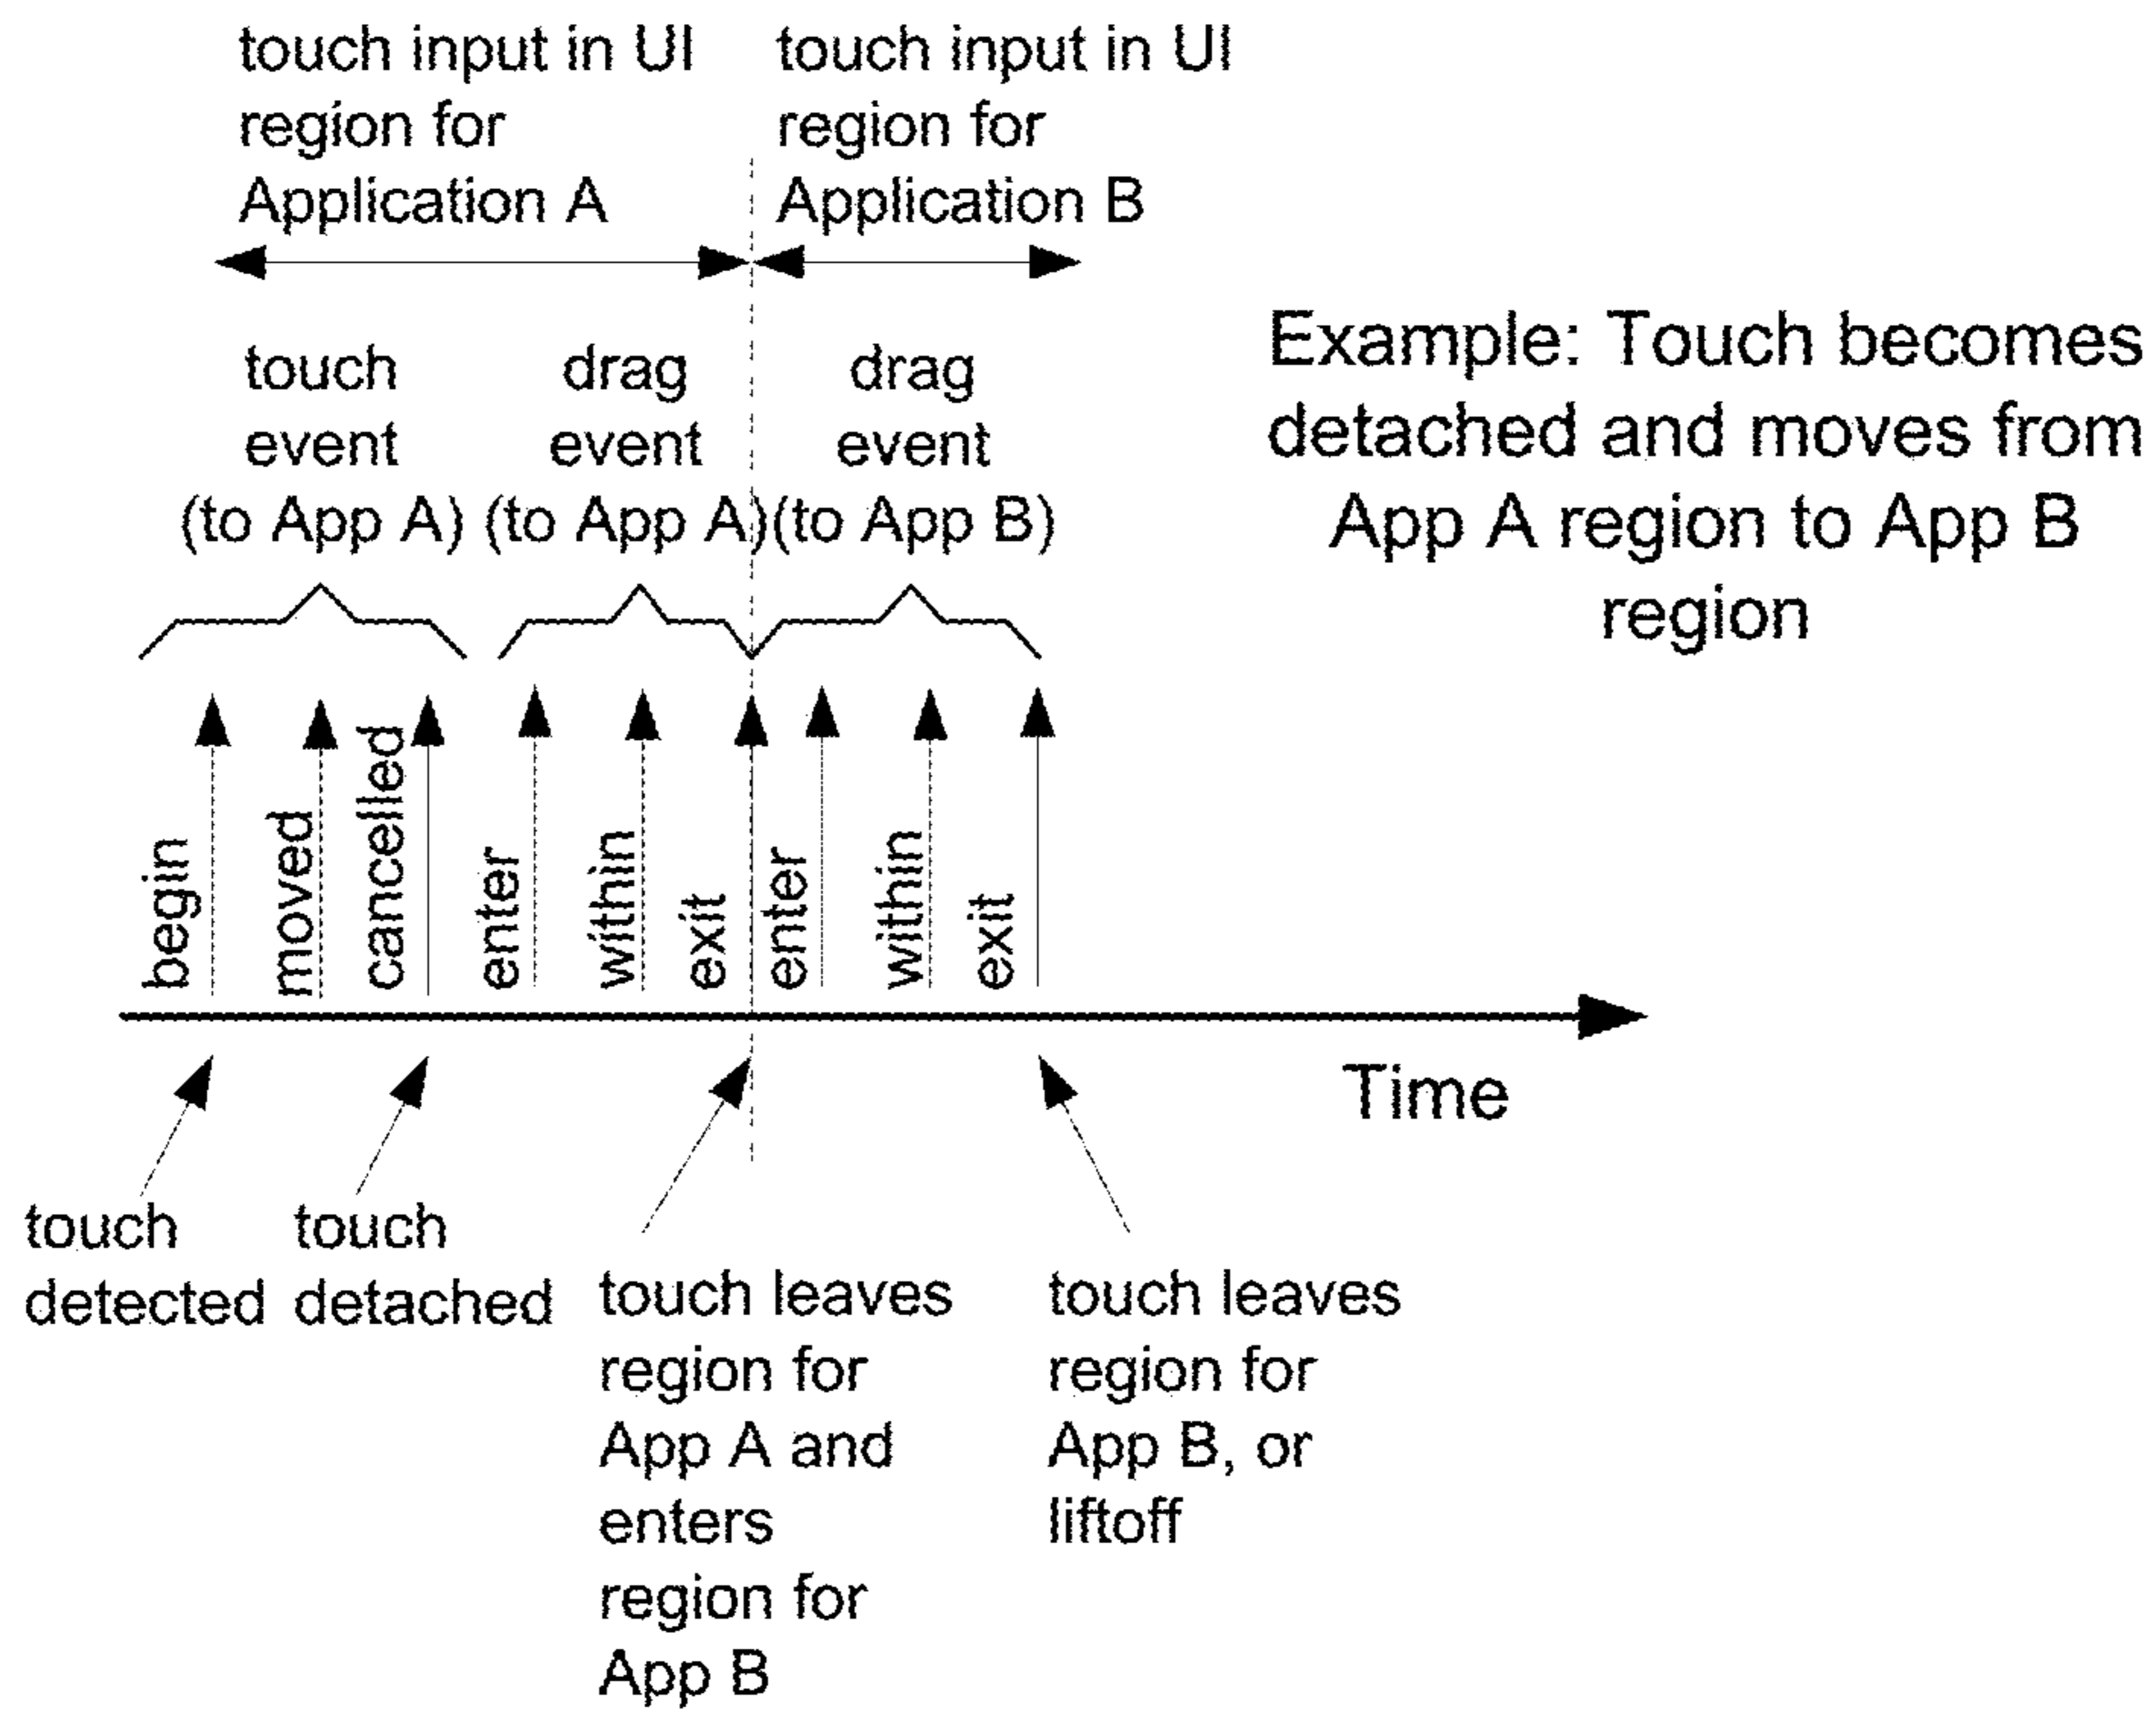 touch input in UI
region for
Application A
touch input in UI
region for
Application B
Example: Touch becomes
detached and moves from
App A region to App B
region
touch
event
(to App A)
drag
event
(to App A)
drag
event
(to App B)
begin
moved
cancelled
enter
within
exit
enter
within
exit
Time
touch
detected
touch
detached
touch leaves
region for
App A and
enters
region for
App B
touch leaves
region for
App B, or
liftoff